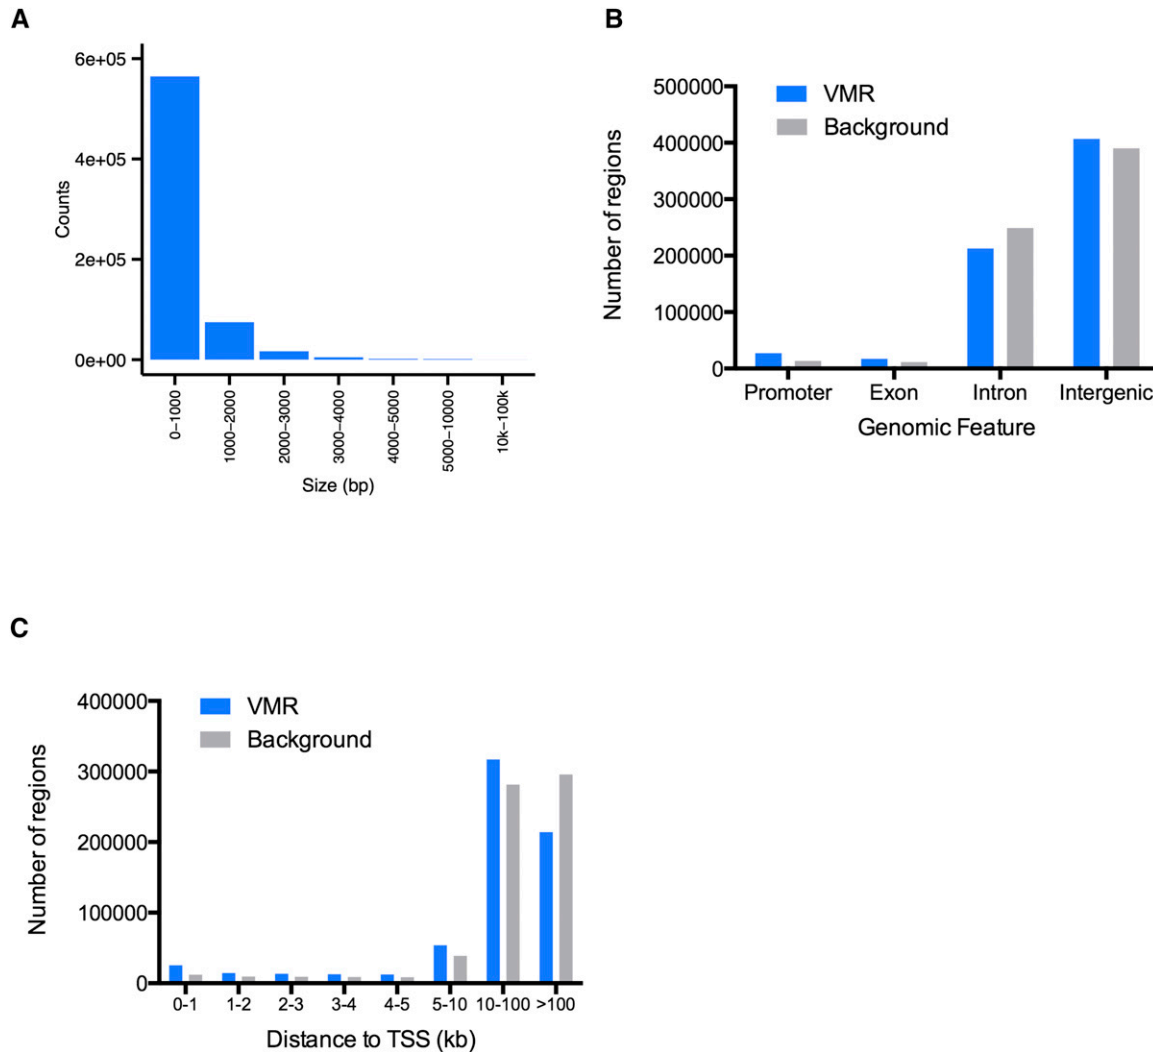 A
6e+05
4e+05
2e+05
0e+00
Counts
0−1000
1000−2000
2000−3000
3000−4000
4000−5000
5000−10000
10k−100k
Size (bp)
B
500000
400000
300000
200000
100000
0
Number of regions
VMR
Background
Promoter Exon Intron Intergenic
Genomic Feature
C
400000
300000
200000
100000
0
Number of regions
VMR
Background
0-1 1-2 2-3 3-4 4-5 5-10 10-100 >100
Distance to TSS (kb)